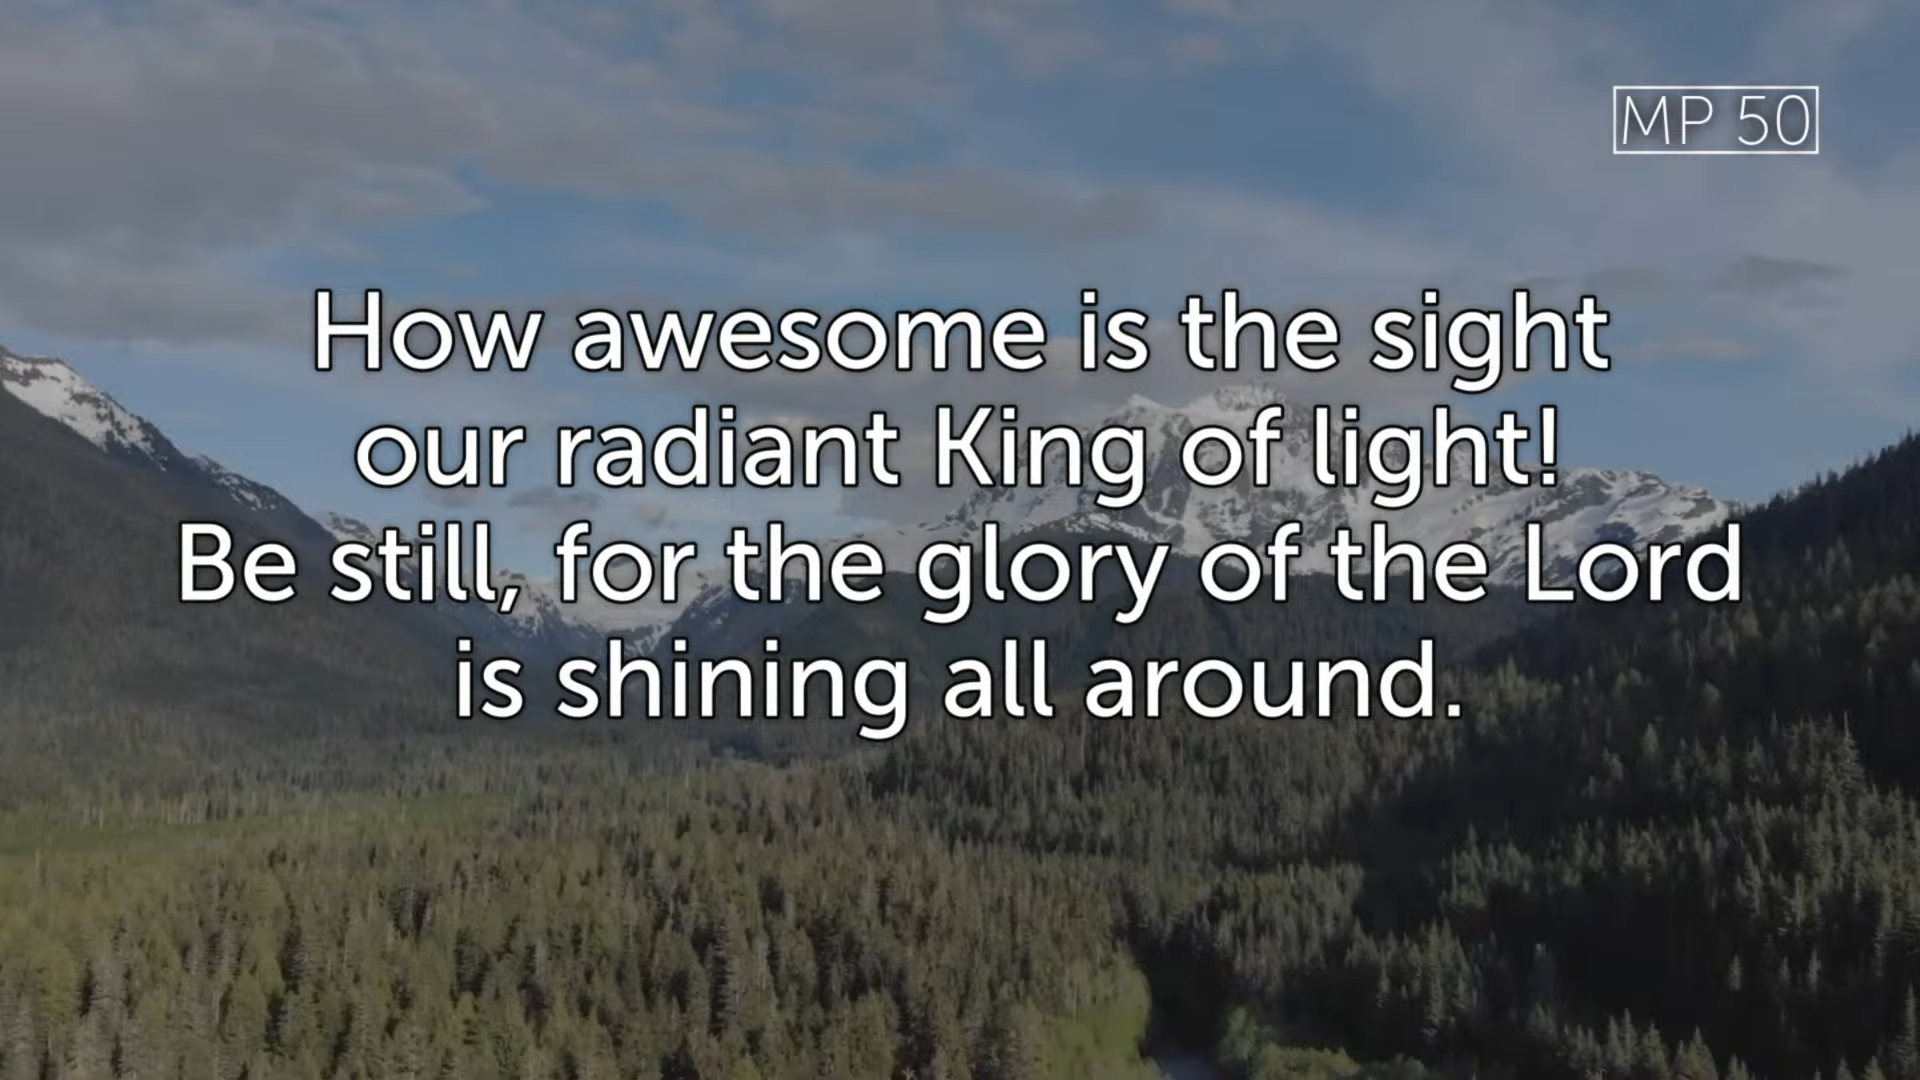 MP 50
How awesome is the sight
our radiant King of light!
Be still, for the glory of the Lord
is shining all around.